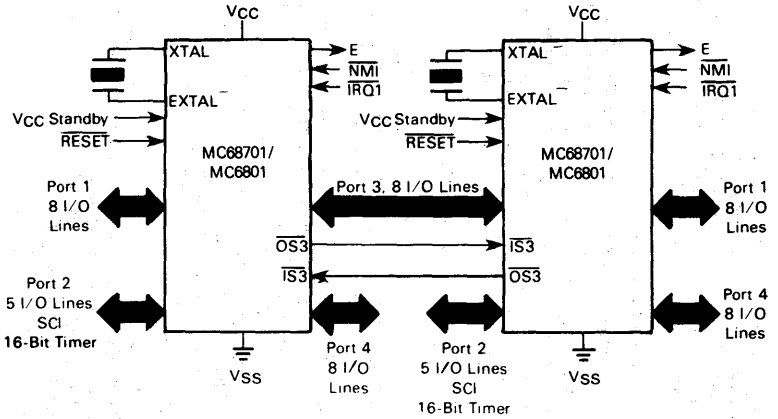 VCC
VCC
XTAL
E
XTAL
E
NMI
NMI
IRQ1
IRQ1
EXTAL
EXTAL
VCC Standby
VCC Standby
RESET
RESET
MC68701/
MC6801
MC68701/
MC6801
Port 1
8 I/O
Lines
Port 3, 8 I/O Lines
Port 1
8 I/O
Lines
OS3
IS3
IS3
OS3
Port 2
5 I/O Lines
SCI
16-Bit Timer
Port 4
8 I/O
Lines
Port 2
5 I/O Lines
SCI
16-Bit Timer
Port 4
8 I/O
Lines
VSS
VSS